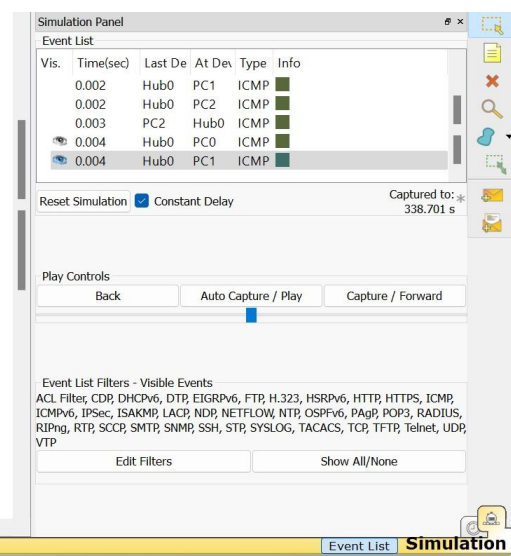 Simulation Panel
Event List
Vis. Time(sec) Last De At Dev Type Info
0.002 Hub0 PC1 ICMP
0.002 Hub0 PC2 ICMP
0.003 PC2 Hub0 ICMP
0.004 Hub0 PC0 ICMP
0.004 Hub0 PC1 ICMP
Reset Simulation Constant Delay Captured to: *
338.701 s
Play Controls
Back Auto Capture / Play Capture / Forward
Event List Filters - Visible Events
ACL Filter, CDP, DHCPv6, DTP, EIGRPv6, FTP, H.323, HSRPv6, HTTP, HTTPS, ICMP,
ICMPv6, IPSec, ISAKMP, LACP, NDP, NETFLOW, NTP, OSPFv6, PAgP, POP3, RADIUS,
RIPng, RTP, SCCP, SMTP, SNMP, SSH, STP, SYSLOG, TACACS, TCP, TFTP, Telnet, UDP,
VTP
Edit Filters Show All/None
Event List Simulation